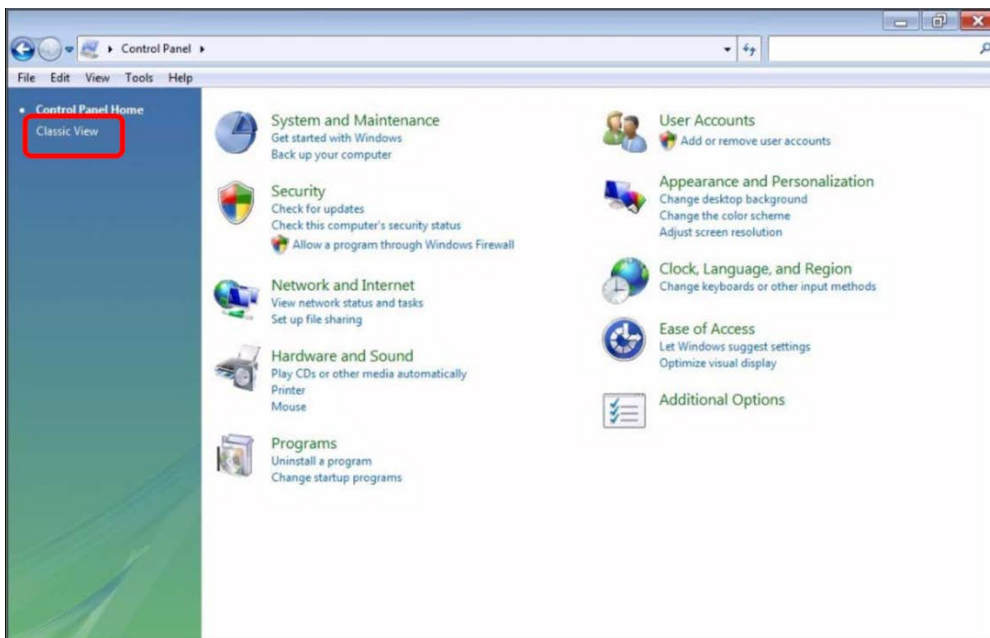 Control Panel
File Edit View Tools Help
Control Panel Home
Classic View
System and Maintenance
Get started with Windows
Back up your computer
Security
Check for updates
Check this computer's security status
Allow a program through Windows Firewall
Network and Internet
View network status and tasks
Set up file sharing
Hardware and Sound
Play CDs or other media automatically
Printer
Mouse
Programs
Uninstall a program
Change startup programs
User Accounts
Add or remove user accounts
Appearance and Personalization
Change desktop background
Change the color scheme
Adjust screen resolution
Clock, Language, and Region
Change keyboards or other input methods
Ease of Access
Let Windows suggest settings
Optimize visual display
Additional Options